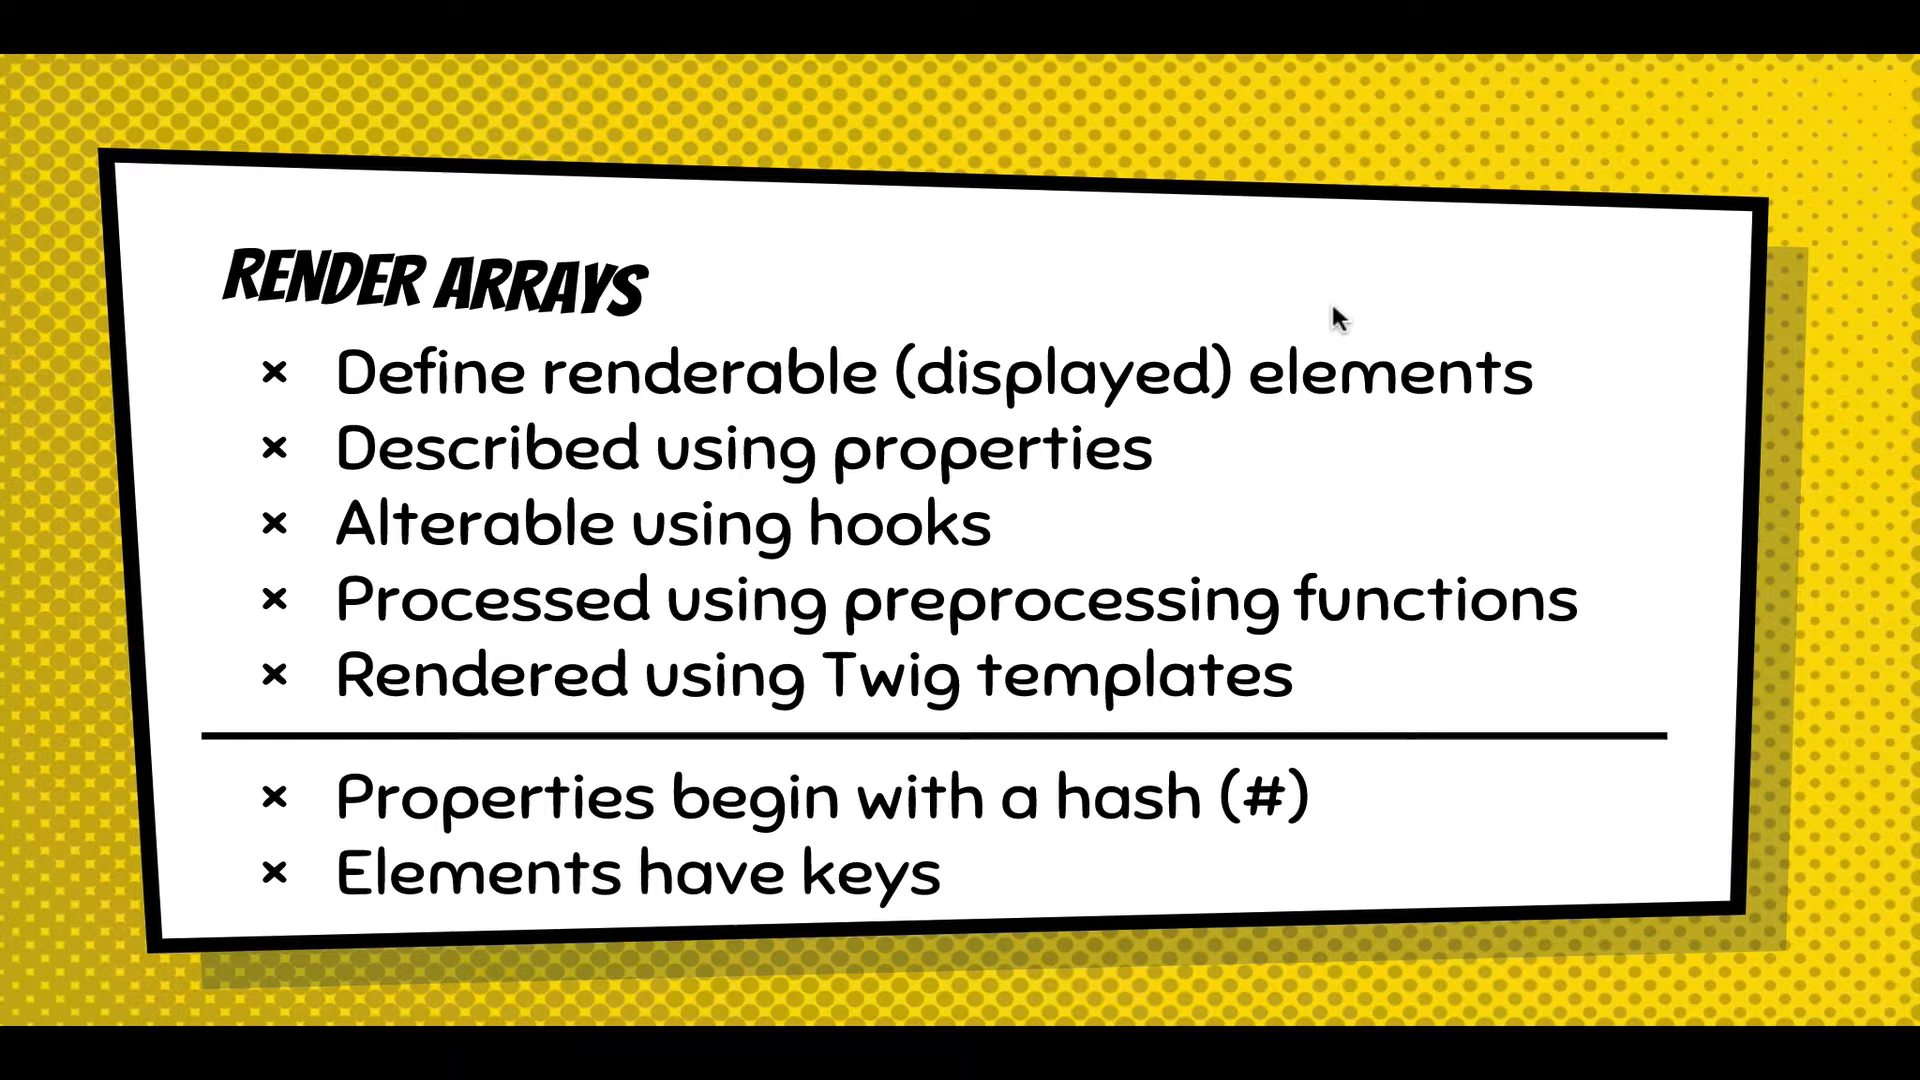 RENDER ARRAYS
× Define renderable (displayed) elements
× Described using properties
× Alterable using hooks
× Processed using preprocessing functions
× Rendered using Twig templates
× Properties begin with a hash (#)
× Elements have keys